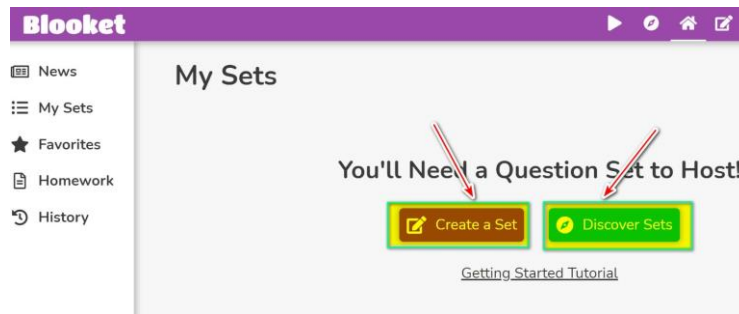 Blooket
News
My Sets
Favorites
Homework
History
My Sets
You'll Need a Question Set to Host!
Create a Set
Discover Sets
Getting Started Tutorial